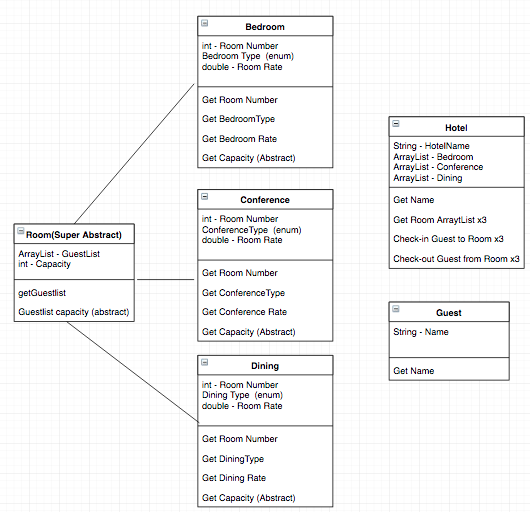 Bedroom
int - Room Number
Bedroom Type (enum)
double - Room Rate
Get Room Number
Get BedroomType
Get Bedroom Rate
Get Capacity (Abstract)
Conference
int - Room Number
ConferenceType (enum)
double - Room Rate
Get Room Number
Get ConferenceType
Get Conference Rate
Get Capacity (Abstract)
Room(Super Abstract)
ArrayList - GuestList
int - Capacity
getGuestlist
Guestlist capacity (abstract)
Dining
int - Room Number
Dining Type (enum)
double - Room Rate
Get Room Number
Get DiningType
Get Dining Rate
Get Capacity (Abstract)
Hotel
String - HotelName
ArrayList - Bedroom
ArrayList - Conference
ArrayList - Dining
Get Name
Get Room ArraytList x3
Check-in Guest to Room x3
Check-out Guest from Room x3
Guest
String - Name
Get Name